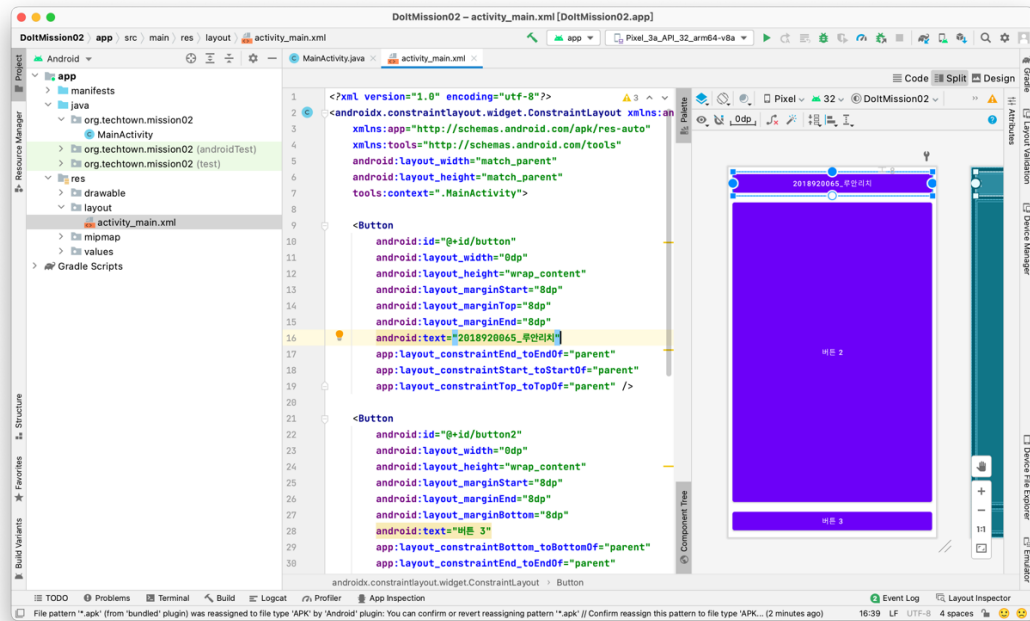 DoItMission02 – activity_main.xml [DoItMission02.app]
DoItMission02 app src main res layout activity_main.xml
app Pixel_3a_API_32_arm64-v8a
Android
MainActivity.java activity_main.xml
Code Split Design
Project
Resource Manager
Structure
Favorites
Build Variants
app
manifests
java
org.techtown.mission02
MainActivity
org.techtown.mission02 (androidTest)
org.techtown.mission02 (test)
res
drawable
layout
activity_main.xml
mipmap
values
Gradle Scripts
3
1 <?xml version="1.0" encoding="utf-8"?>
2 <androidx.constraintlayout.widget.ConstraintLayout xmlns:an
3 xmlns:app="http://schemas.android.com/apk/res-auto"
4 xmlns:tools="http://schemas.android.com/tools"
5 android:layout_width="match_parent"
6 android:layout_height="match_parent"
7 tools:context=".MainActivity">
8
9 <Button
10 android:id="@+id/button"
11 android:layout_width="0dp"
12 android:layout_height="wrap_content"
13 android:layout_marginStart="8dp"
14 android:layout_marginTop="8dp"
15 android:layout_marginEnd="8dp"
16 android:text="2018920065_루안리치"
17 app:layout_constraintEnd_toEndOf="parent"
18 app:layout_constraintStart_toStartOf="parent"
19 app:layout_constraintTop_toTopOf="parent" />
20
21 <Button
22 android:id="@+id/button2"
23 android:layout_width="0dp"
24 android:layout_height="wrap_content"
25 android:layout_marginStart="8dp"
26 android:layout_marginEnd="8dp"
27 android:layout_marginBottom="8dp"
28 android:text="버튼 3"
29 app:layout_constraintBottom_toBottomOf="parent"
30 app:layout_constraintEnd_toEndOf="parent"
androidx.constraintlayout.widget.ConstraintLayout Button
Palette
Component Tree
Pixel 32 DoItMission02
0dp
2018920065_루안리치
버튼 2
버튼 3
1:1
Gradle
Attributes
Layout Validation
Device Manager
Device File Explorer
Emulator
TODO Problems Terminal Build Logcat Profiler App Inspection
2 Event Log Layout Inspector
File pattern '*.apk' (from 'bundled' plugin) was reassigned to file type 'APK' by 'Android' plugin: You can confirm or revert reassigning pattern '*.apk' // Confirm reassign this pattern to file type 'APK... (2 minutes ago) 16:39 LF UTF-8 4 spaces